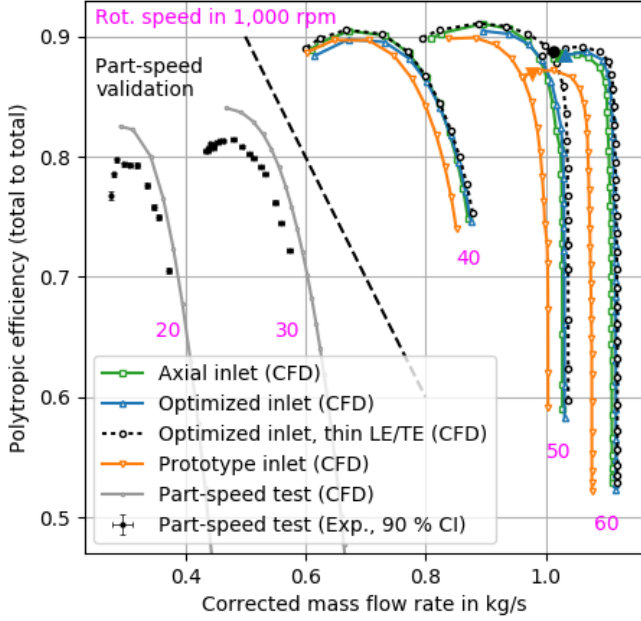 Rot. speed in 1,000 rpm
Part-speed
validation
Polytropic efficiency (total to total)
0.9
0.8
0.7
0.6
0.5
20
30
40
50
60
Axial inlet (CFD)
Optimized inlet (CFD)
Optimized inlet, thin LE/TE (CFD)
Prototype inlet (CFD)
Part-speed test (CFD)
Part-speed test (Exp., 90 % CI)
0.4
0.6
0.8
1.0
Corrected mass flow rate in kg/s